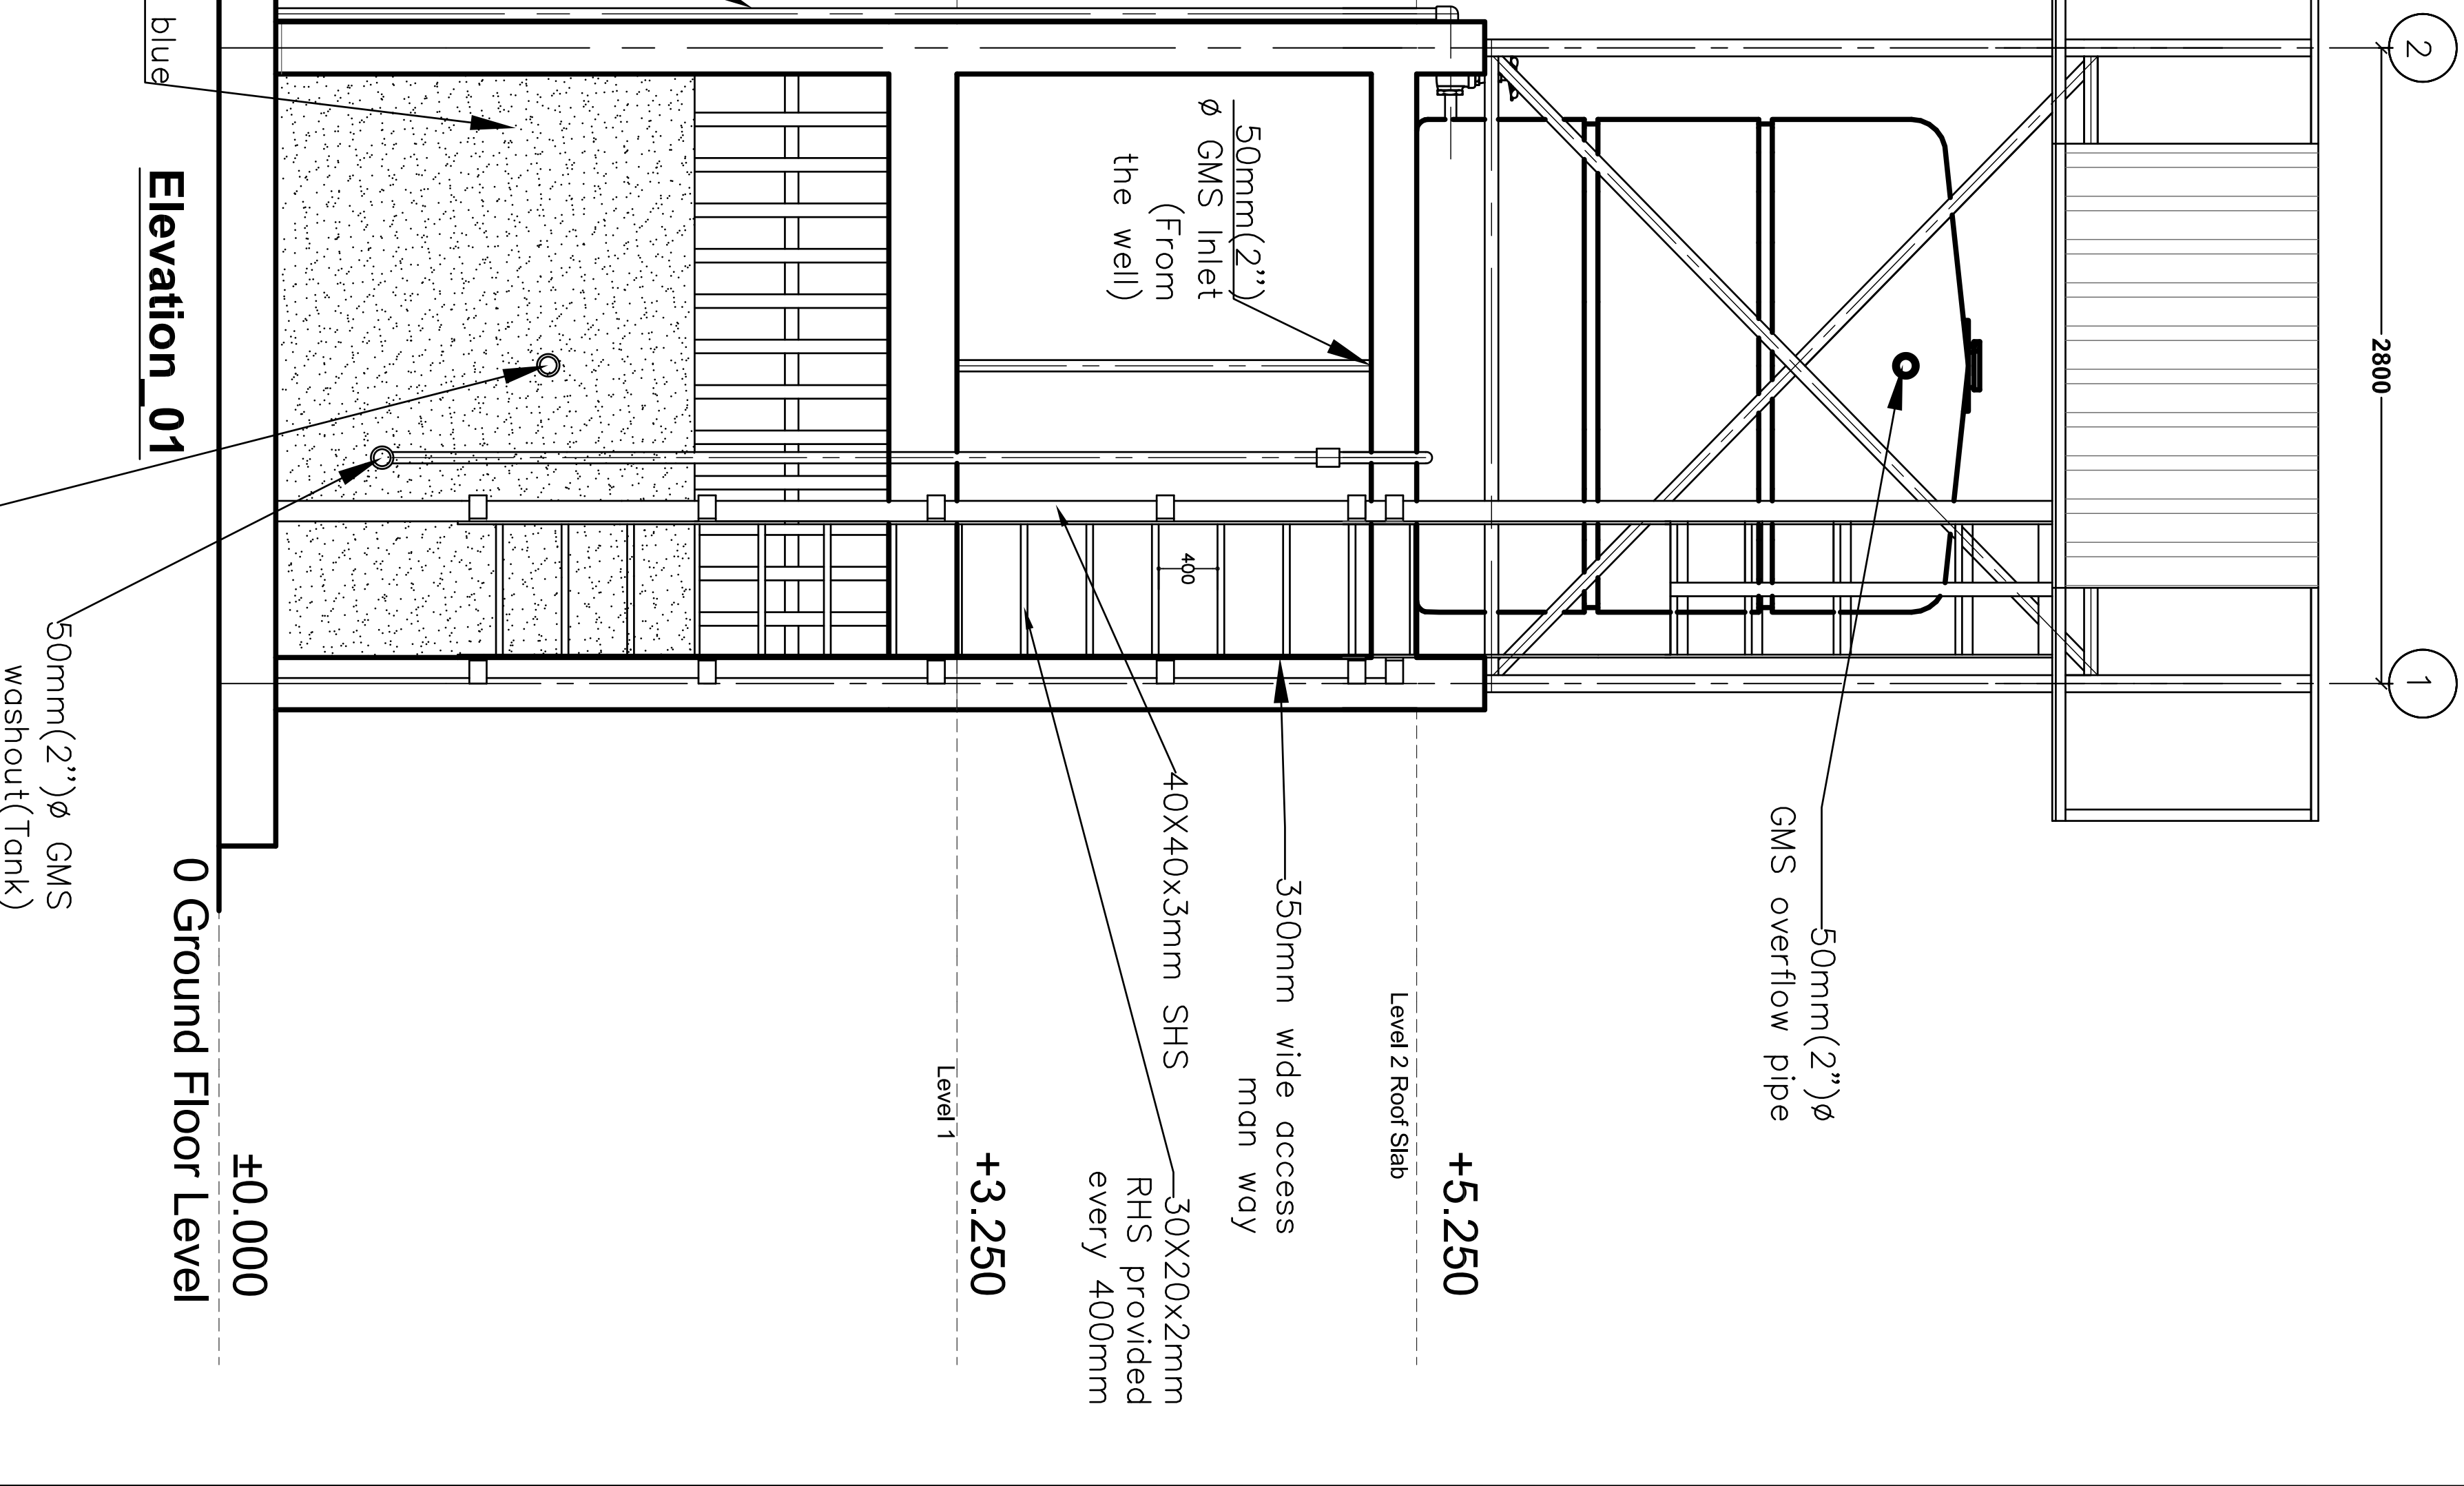 2
1
2800
50mm(2")ø
GMS overflow pipe
+5.250
Level 2 Roof Slab
350mm wide access
man way
50mm(2")
ø GMS Inlet
(From
the well)
400
40X40x3mm SHS
30X20x2mm
RHS provided
every 400mm
+3.250
Level 1
±0.000
0 Ground Floor Level
blue
Elevation_01
50mm(2")ø GMS
washout(Tank)